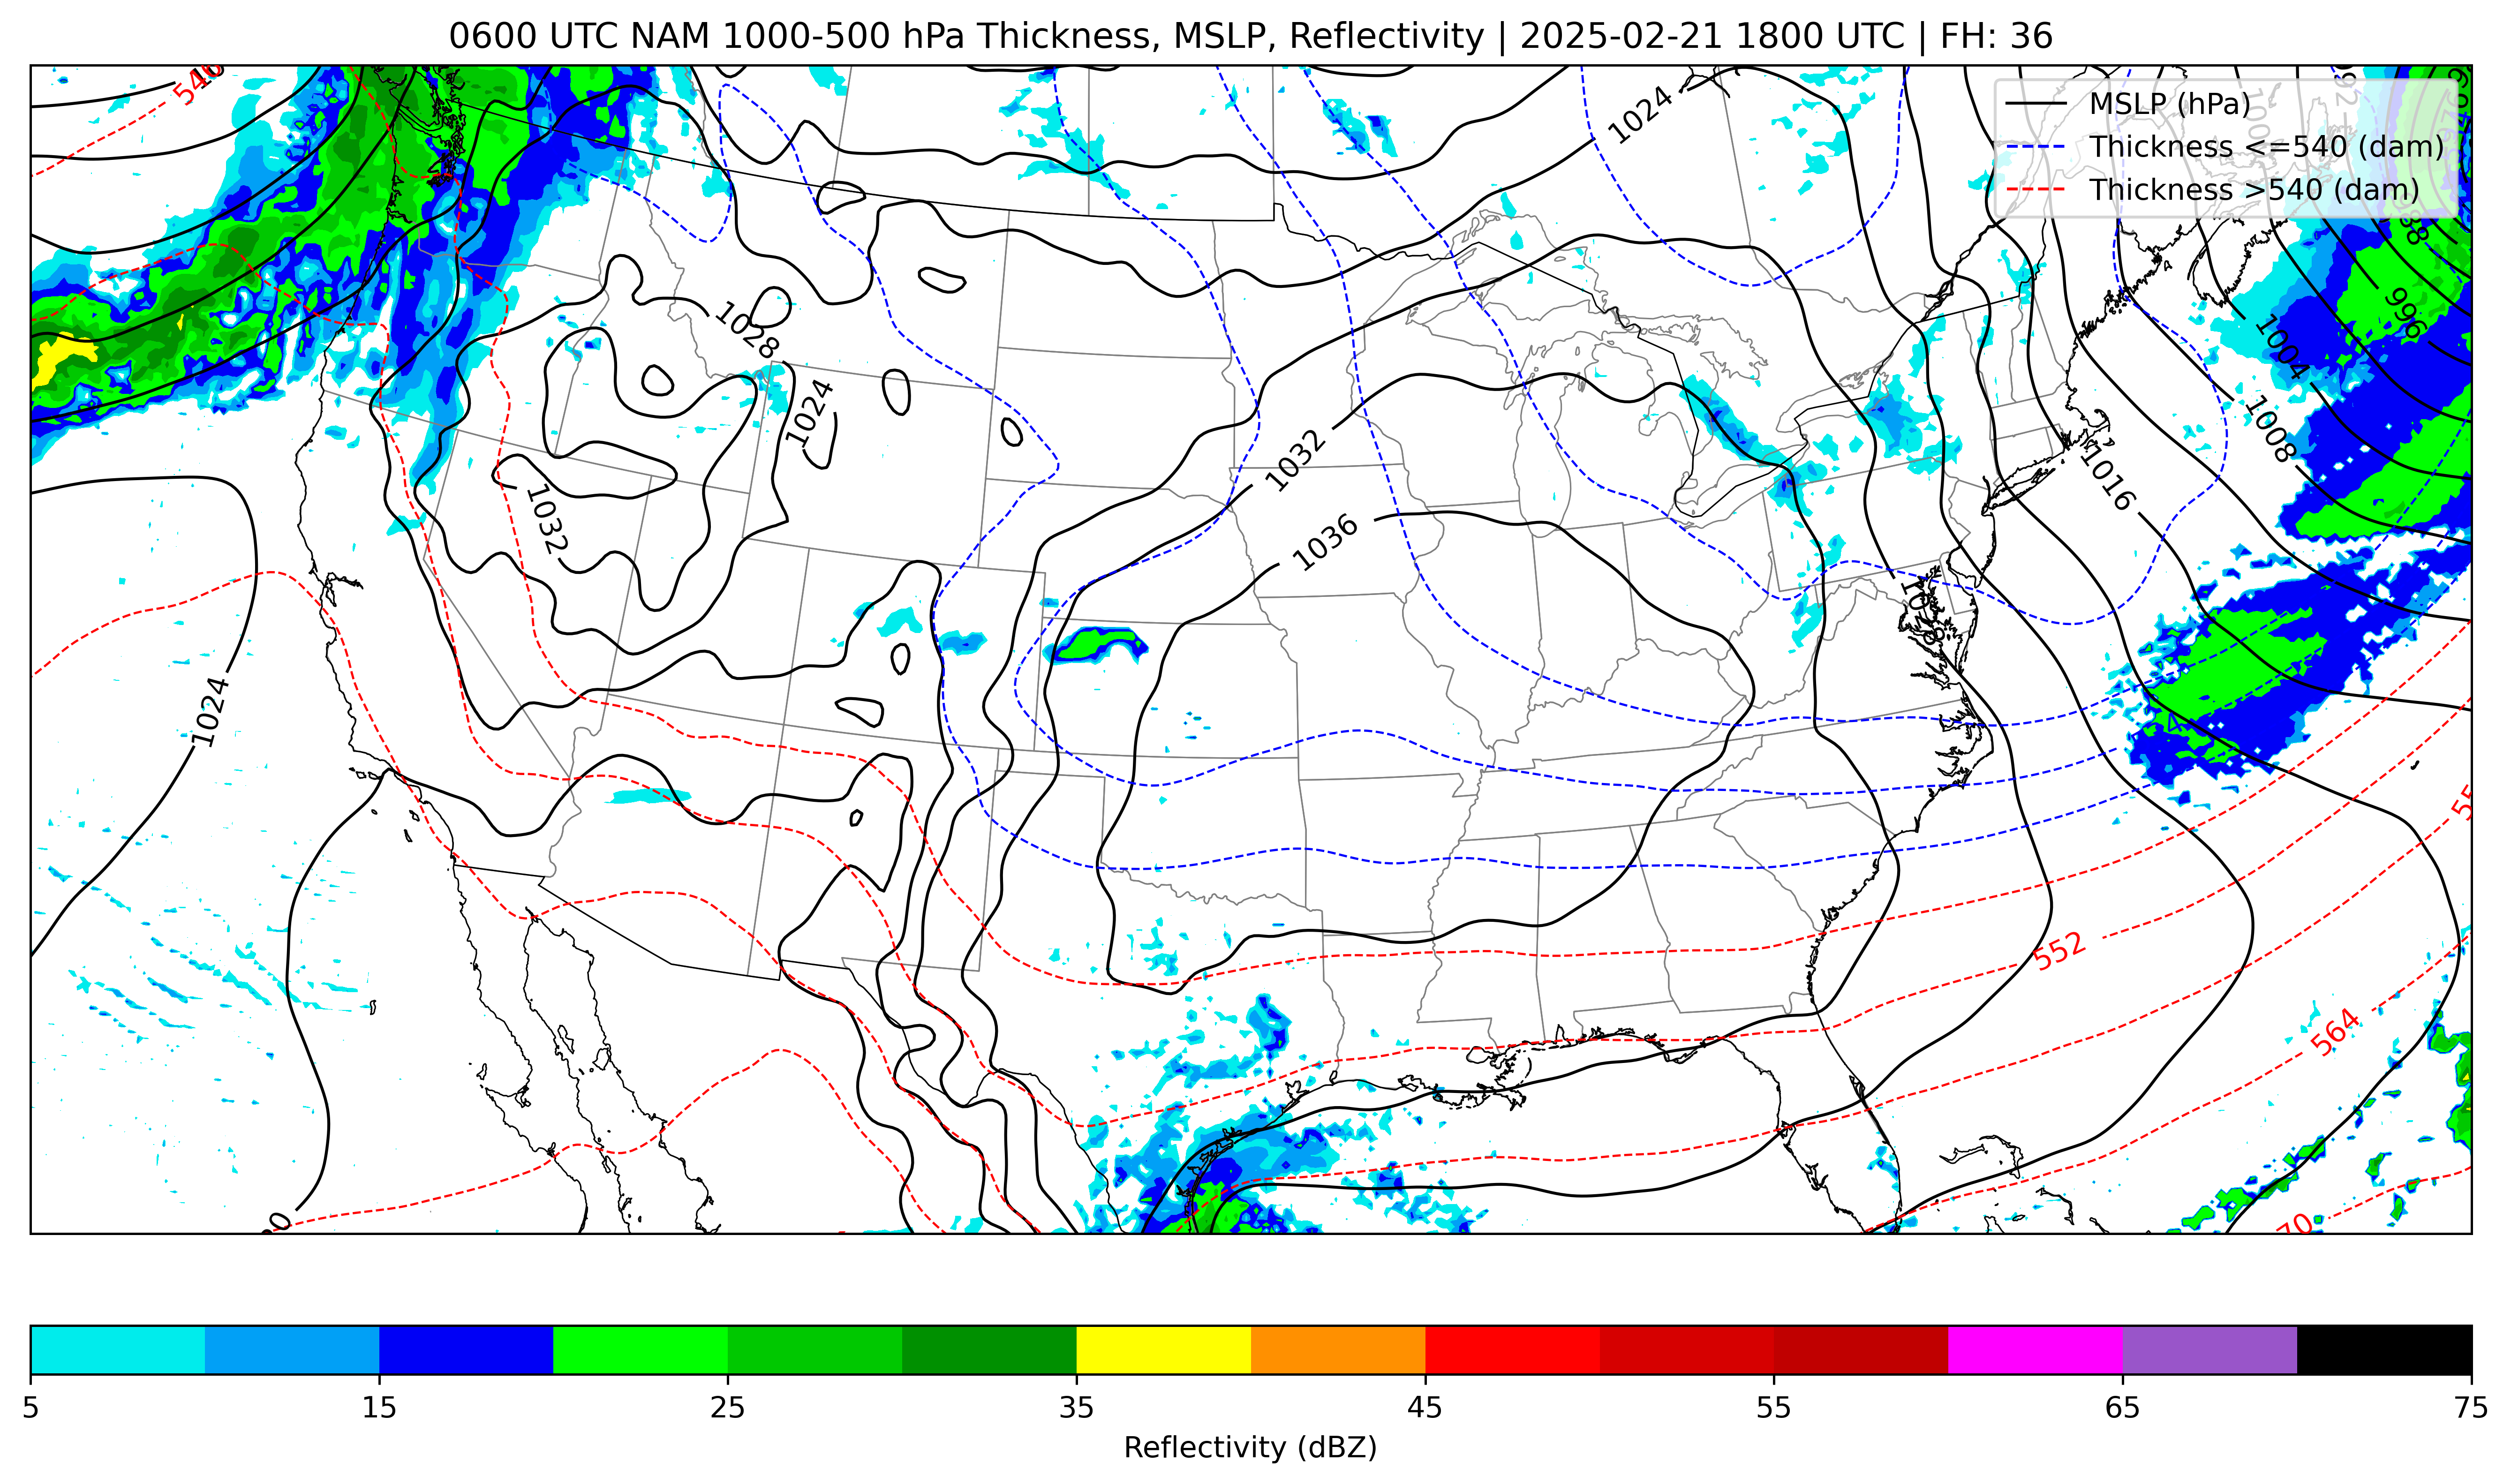 0600 UTC NAM 1000-500 hPa Thickness, MSLP, Reflectivity | 2025-02-21 1800 UTC | FH: 36
MSLP (hPa)
Thickness <=540 (dam)
Thickness >540 (dam)
540
1024
1028
1024
1032
1032
1036
1024
996
1004
1008
1016
1028
988
552
564
5 15 25 35 45 55 65 75
Reflectivity (dBZ)